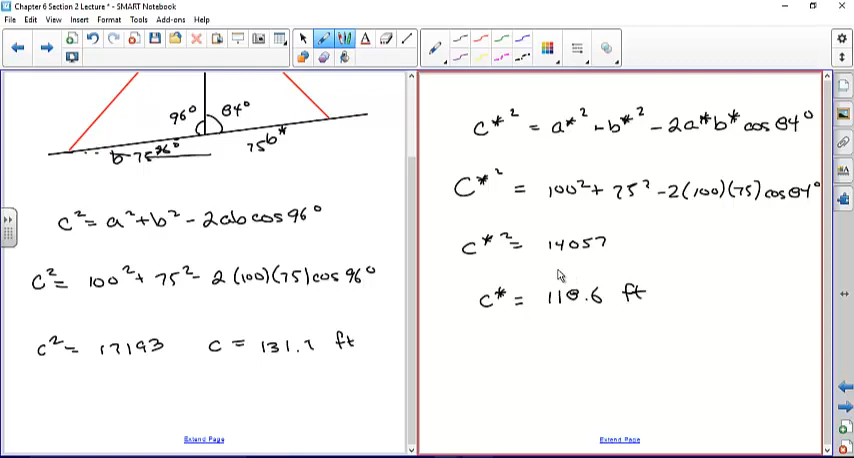 Chapter 6 Section 2 Lecture * - SMART Notebook
File Edit View Insert Format Tools Add-ons Help
96° 84°
b 75 96° 75 b*
c² = a² + b² - 2ab cos 96°
c² = 100² + 75² - 2(100)(75) cos 96°
c² = 17193 c = 131.1 ft
Extend Page
c*² = a*² + b*² - 2a*b* cos 84°
c*² = 100² + 75² - 2(100)(75) cos 84°
c*² = 14057
c* = 118.6 ft
Extend Page